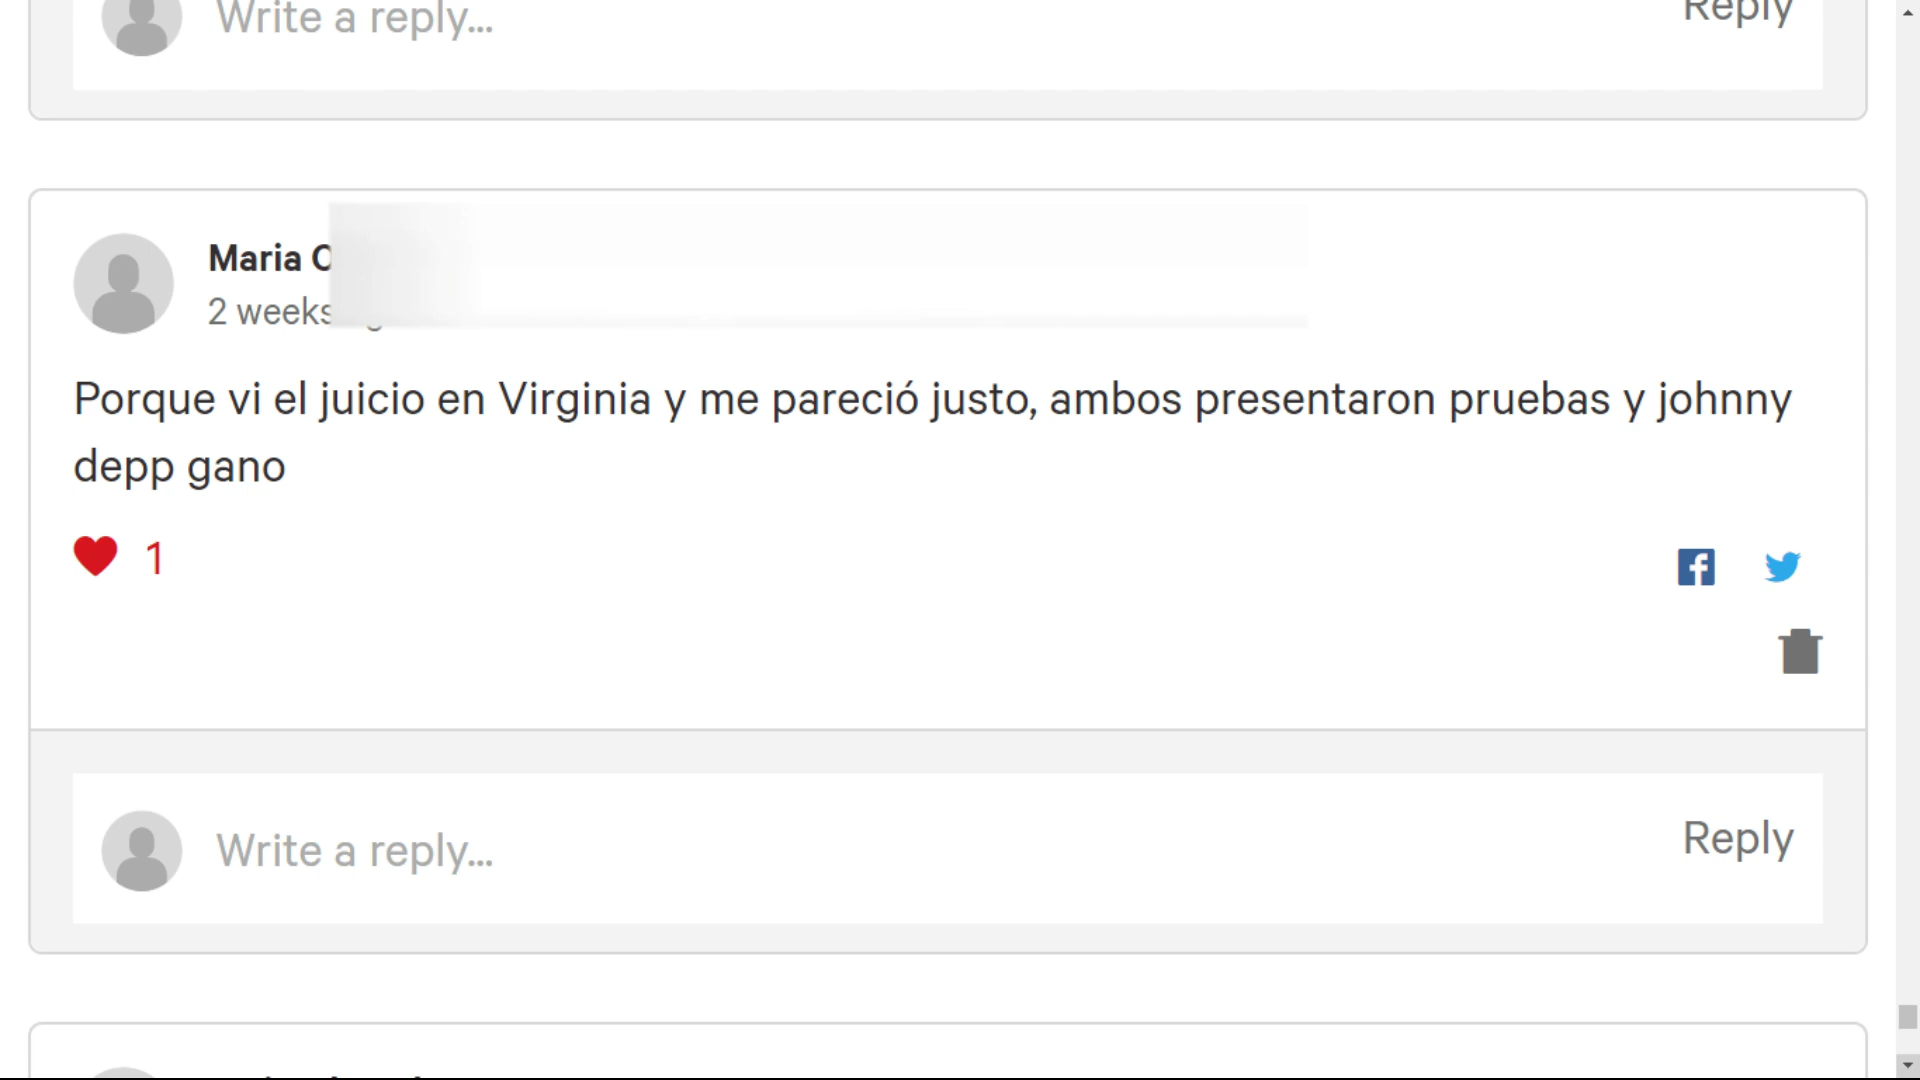 Write a reply...
Reply
Maria
2 weeks
Porque vi el juicio en Virginia y me pareció justo, ambos presentaron pruebas y johnny
depp gano
1
Write a reply...
Reply